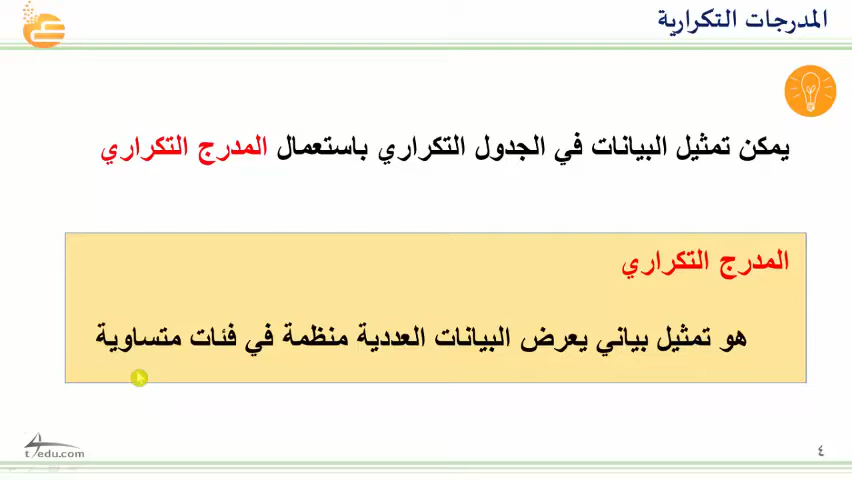 المدرجات التكرارية
يمكن تمثيل البيانات في الجدول التكراري باستعمال المدرج التكراري
المدرج التكراري
هو تمثيل بياني يعرض البيانات العددية منظمة في فئات متساوية
t4edu.com
٤